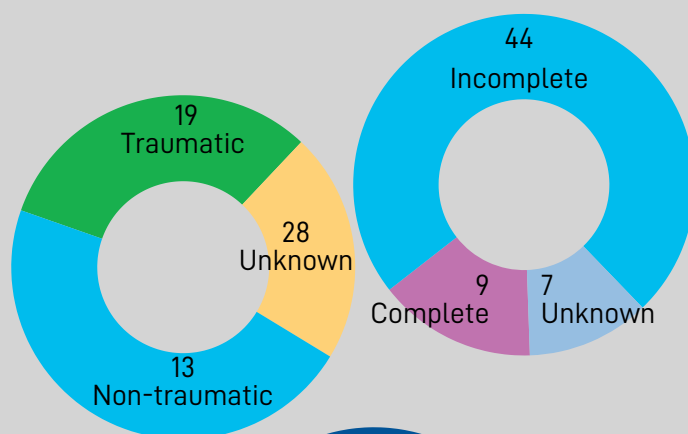 19
Traumatic
28
Unknown
13
Non-traumatic
44
Incomplete
9
Complete
7
Unknown